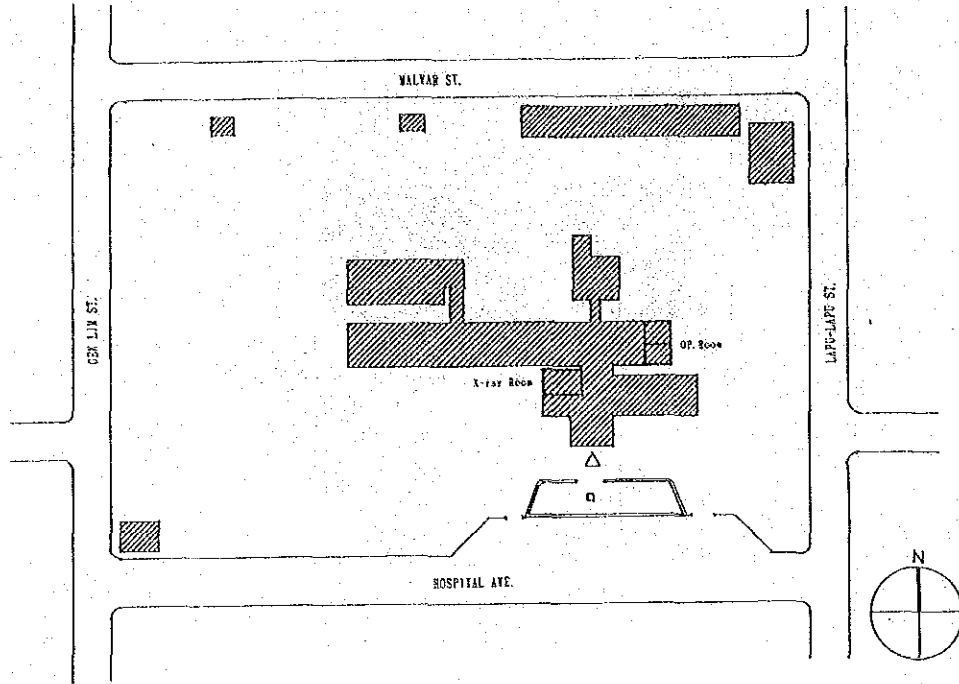 MALVAR ST.
GEN LIM ST.
LAPU-LAPU ST.
OP. Room
X-ray Room
HOSPITAL AVE.
N